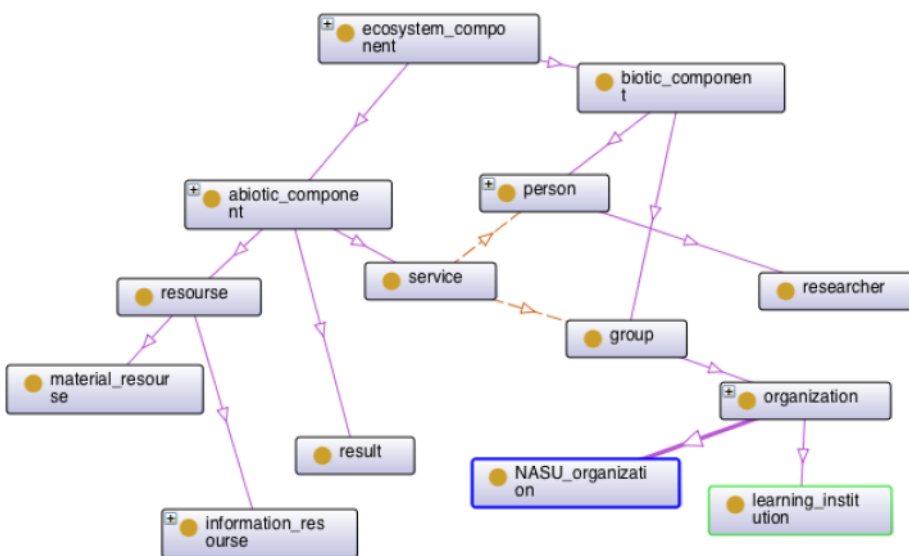 ecosystem_compo
nent
biotic_componen
t
abiotic_compone
nt
person
service
researcher
resourse
group
material_resour
se
organization
result
NASU_organizati
on
learning_instit
ution
information_res
ourse